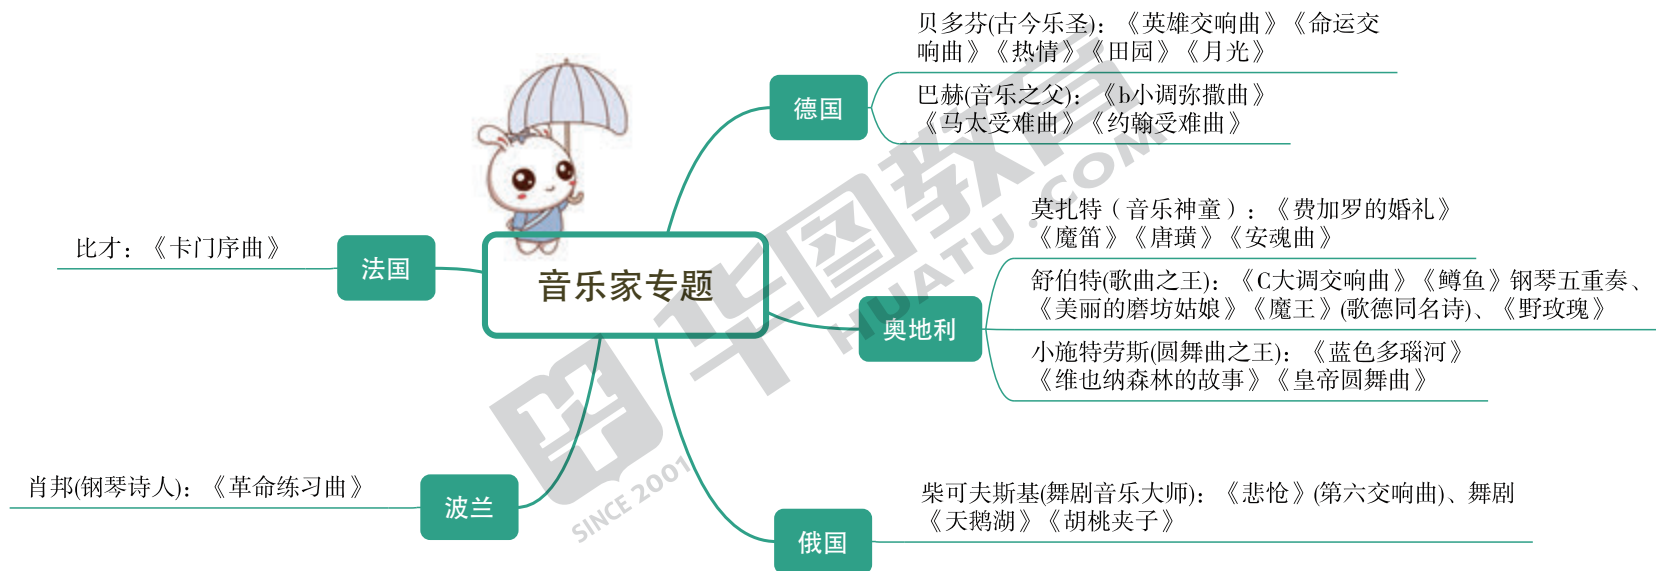 贝多芬(古今乐圣)：《英雄交响曲》《命运交
响曲》《热情》《田园》《月光》
德国
巴赫(音乐之父)：《b小调弥撒曲》
《马太受难曲》《约翰受难曲》
莫扎特（音乐神童）：《费加罗的婚礼》
《魔笛》《唐璜》《安魂曲》
比才：《卡门序曲》
法国
音乐家专题
舒伯特(歌曲之王)：《C大调交响曲》《鳟鱼》钢琴五重奏、
《美丽的磨坊姑娘》《魔王》(歌德同名诗)、《野玫瑰》
奥地利
小施特劳斯(圆舞曲之王)：《蓝色多瑙河》
《维也纳森林的故事》《皇帝圆舞曲》
肖邦(钢琴诗人)：《革命练习曲》
波兰
柴可夫斯基(舞剧音乐大师)：《悲怆》(第六交响曲)、舞剧
《天鹅湖》《胡桃夹子》
俄国
华图教育
HUATU.COM
SINCE 2001